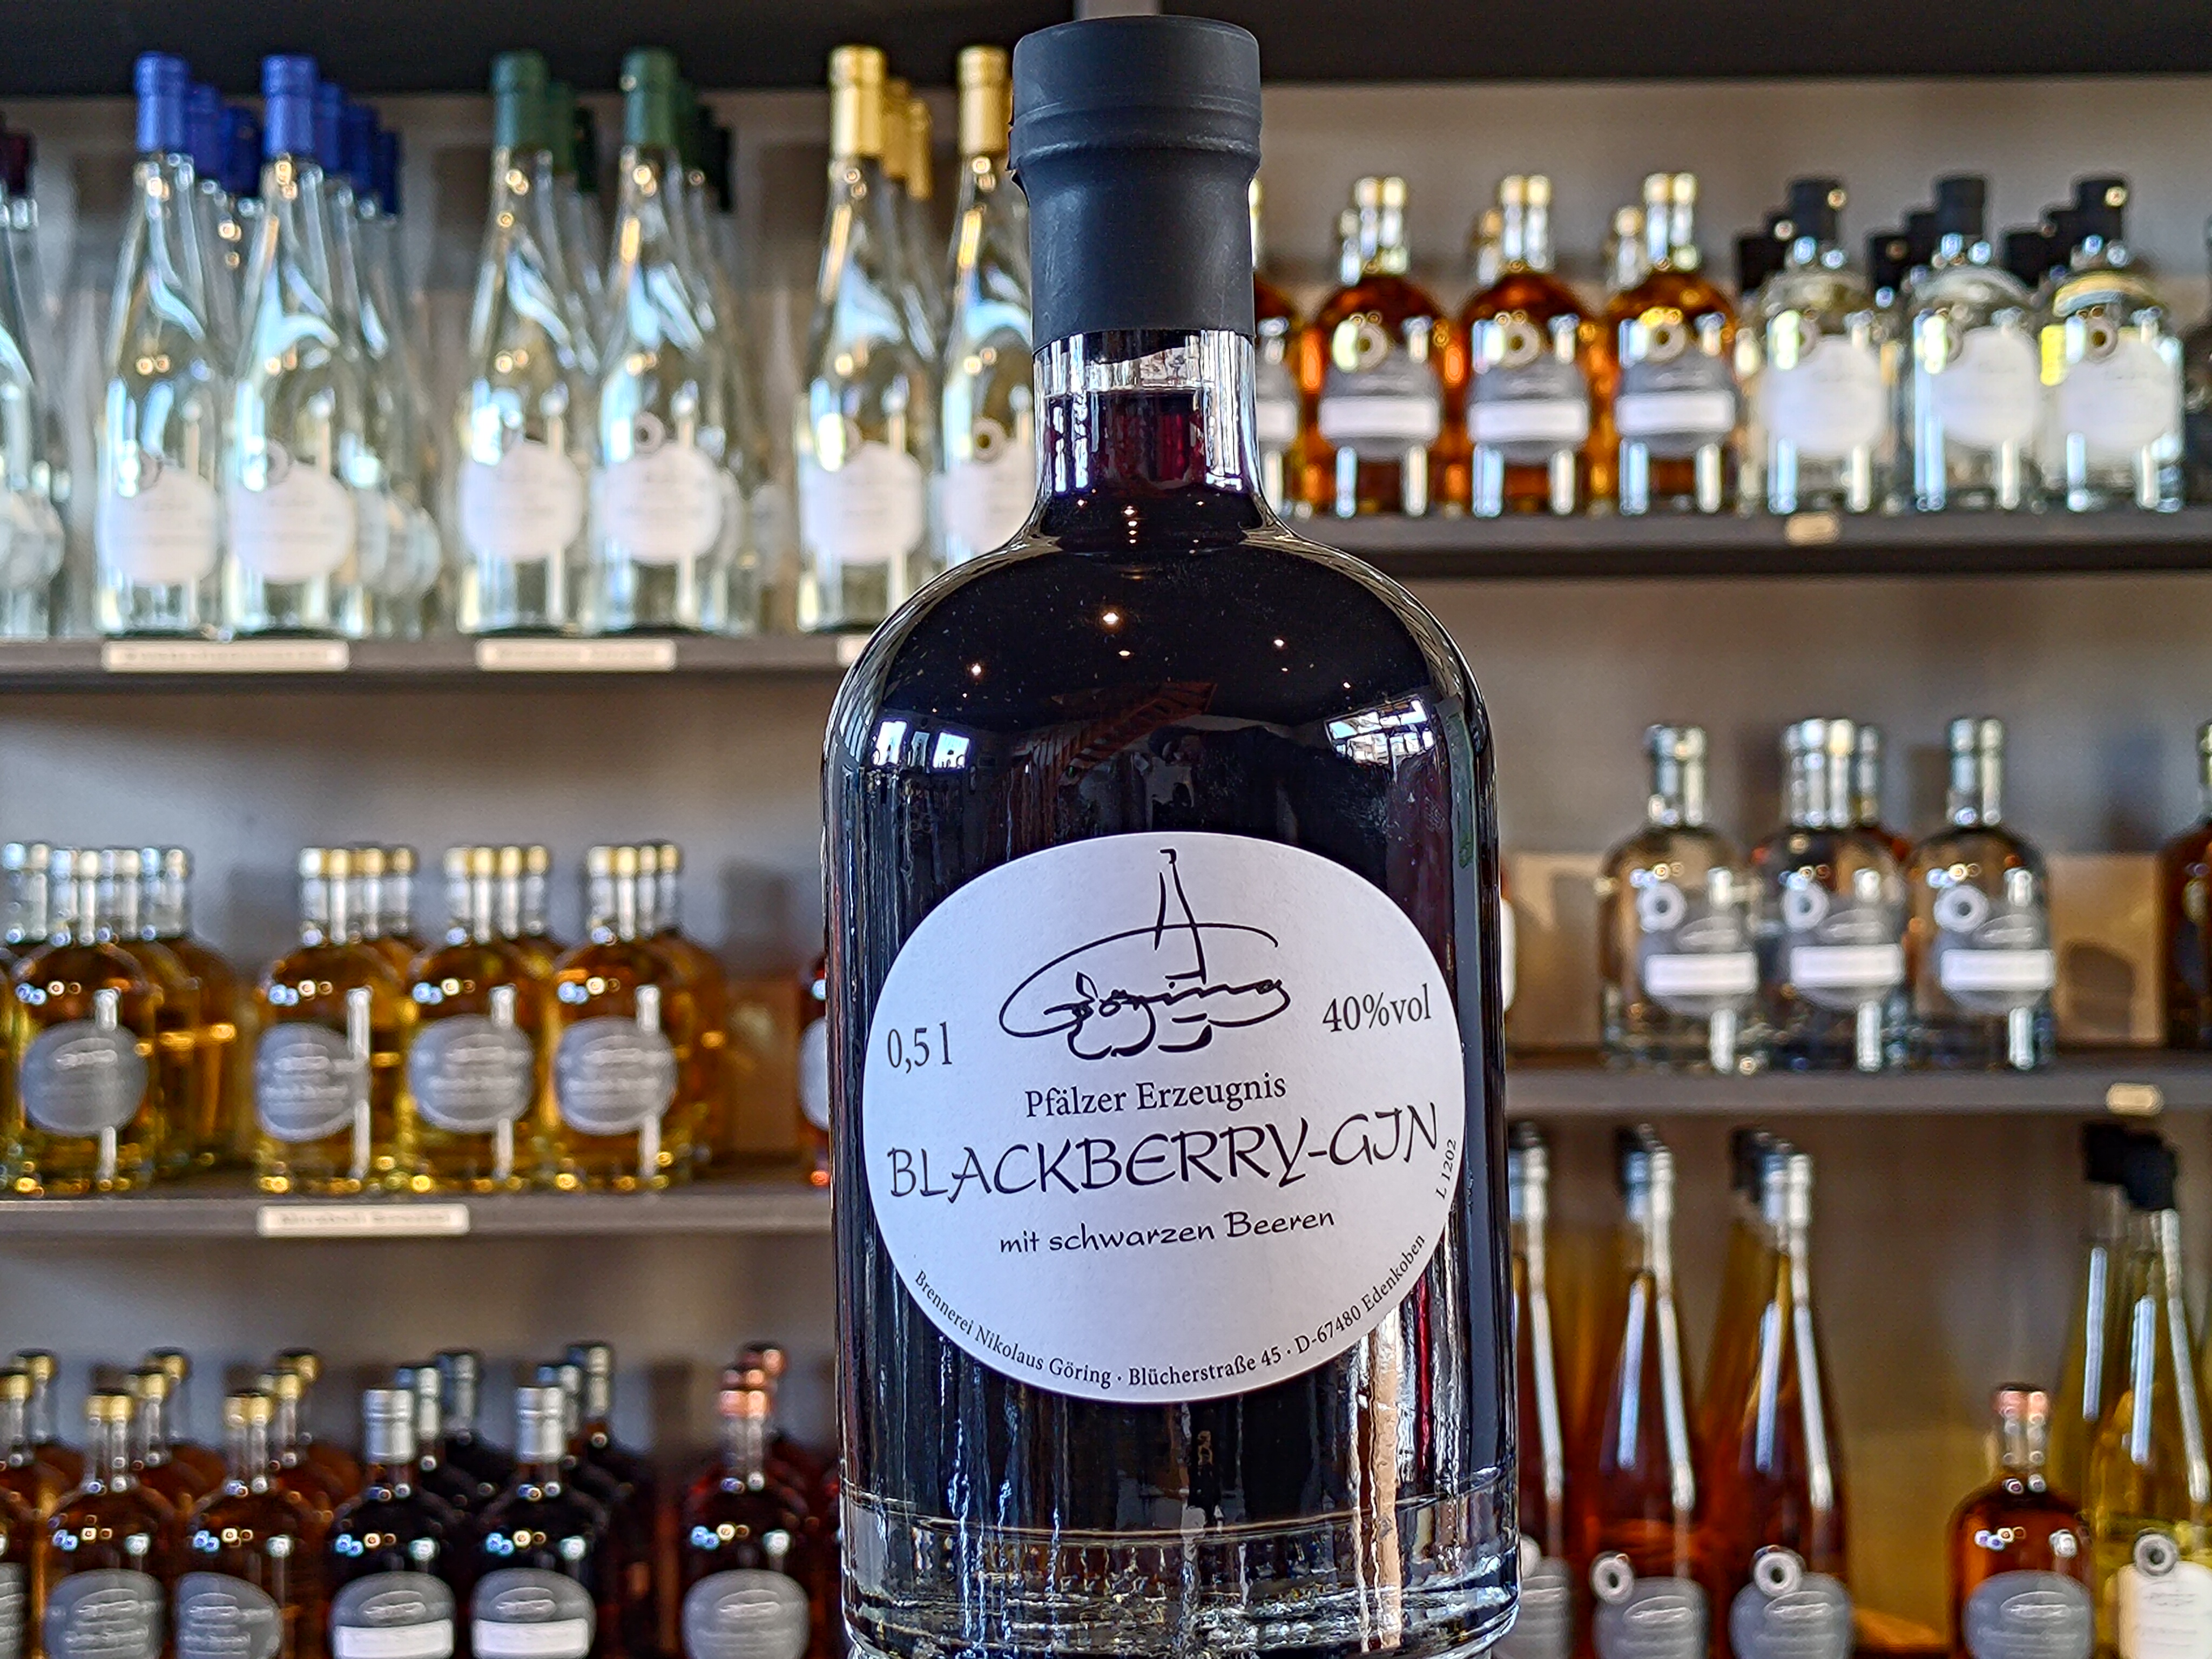 Göring
0,5 l
40%vol
Pfälzer Erzeugnis
BLACKBERRY-GIN
mit schwarzen Beeren
L 1202
Brennerei Nikolaus Göring · Blücherstraße 45 · D-67480 Edenkoben